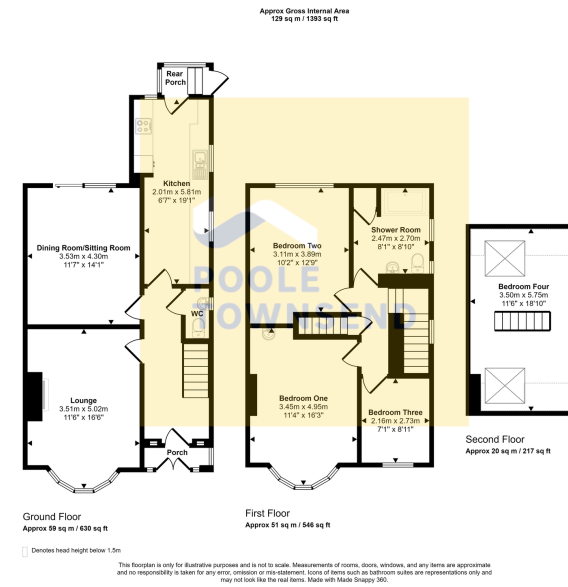 Approx Gross Internal Area
129 sq m / 1393 sq ft
Rear
Porch
Kitchen
2.01m x 5.81m
6'7" x 19'1"
Dining Room/Sitting Room
3.53m x 4.30m
11'7" x 14'1"
WC
Lounge
3.51m x 5.02m
11'6" x 16'6"
Porch
Ground Floor
Approx 59 sq m / 630 sq ft
Denotes head height below 1.5m
Bedroom Two
3.11m x 3.89m
10'2" x 12'9"
Shower Room
2.47m x 2.70m
8'1" x 8'10"
POOLE
TOWNSEND
Bedroom One
3.45m x 4.95m
11'4" x 16'3"
Bedroom Three
2.16m x 2.73m
7'1" x 8'11"
First Floor
Approx 51 sq m / 546 sq ft
Bedroom Four
3.50m x 5.75m
11'6" x 18'10"
Second Floor
Approx 20 sq m / 217 sq ft
This floorplan is only for illustrative purposes and is not to scale. Measurements of rooms, doors, windows, and any items are approximate
and no responsibility is taken for any error, omission or mis-statement. Icons of items such as bathroom suites are representations only and
may not look like the real items. Made with Made Snappy 360.